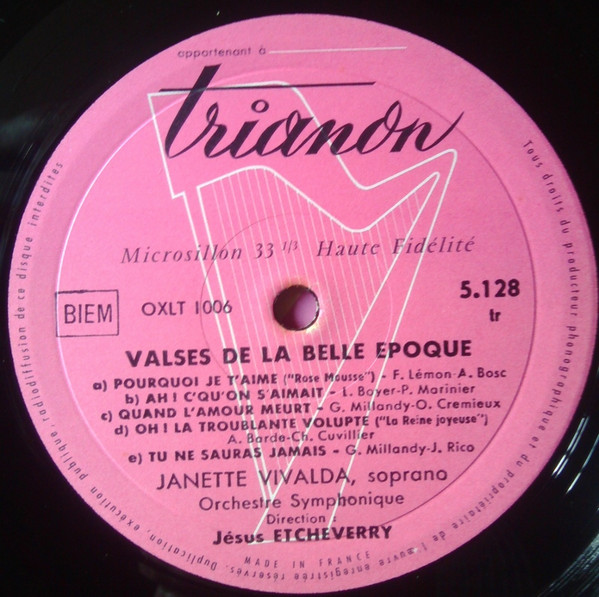 appartenant à
trianon
Microsillon 33 1/3 Haute Fidélité
BIEM
OXLT 1006
5.128
tr
VALSES DE LA BELLE EPOQUE
a) POURQUOI JE T'AIME ("Rose Mousse") - F. Lémon-A. Bosc
b) AH ! C'QU'ON S'AIMAIT - L. Boyer-P. Marinier
c) QUAND L'AMOUR MEURT - G. Millandy-O. Cremieux
d) OH ! LA TROUBLANTE VOLUPTE ("La Reine joyeuse")
A. Barde-Ch. Cuvillier
e) TU NE SAURAS JAMAIS - G. Millandy-J. Rico
JANETTE VIVALDA, soprano
Orchestre Symphonique
Direction
Jésus ETCHEVERRY
MADE IN FRANCE
Tous droits du producteur phonographique et du propriétaire de l'œuvre enregistrée réservés. Duplication, exécution publique radiodiffusion de ce disque interdites